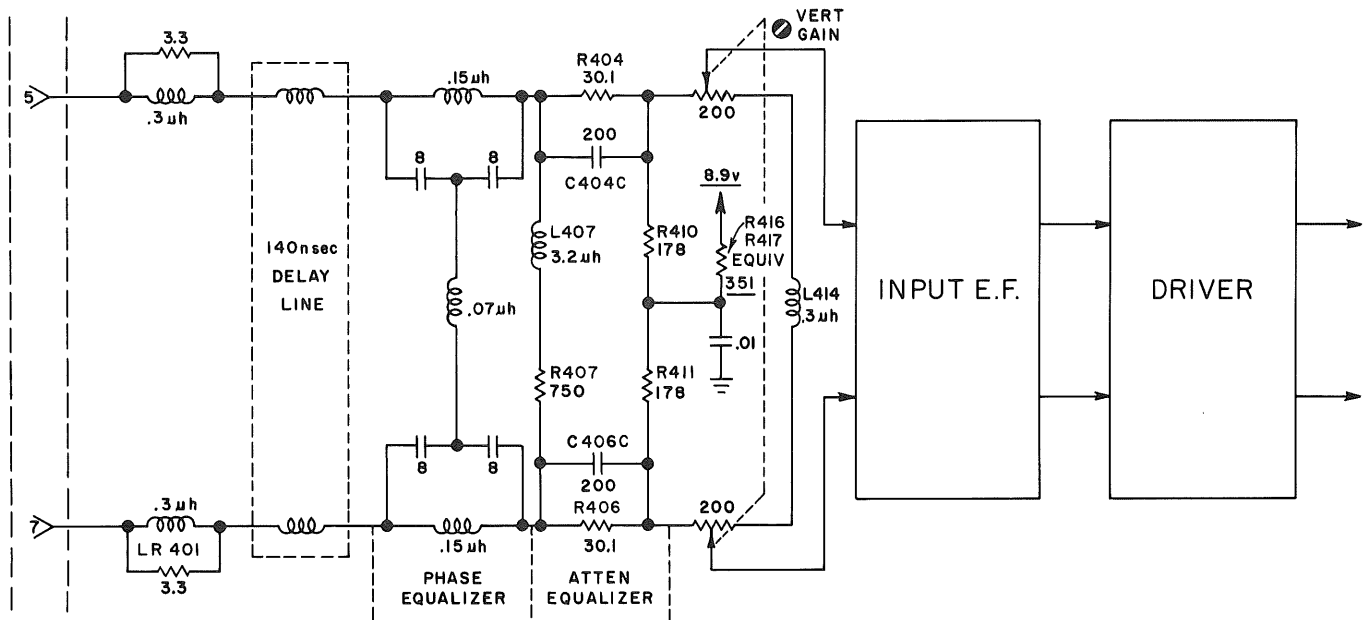 VERT
GAIN
3.3
5
.3µh
.15µh
R404
30.1
200
200
C404C
8
8
8.9v
R416
R417
EQUIV
351
140nsec
DELAY
LINE
L407
3.2µh
R410
178
.07µh
L414
.3µh
.01
INPUT E.F.
DRIVER
R407
750
R411
178
8
8
C406C
200
R406
30.1
200
7
.3µh
LR 401
3.3
.15µh
PHASE
EQUALIZER
ATTEN
EQUALIZER